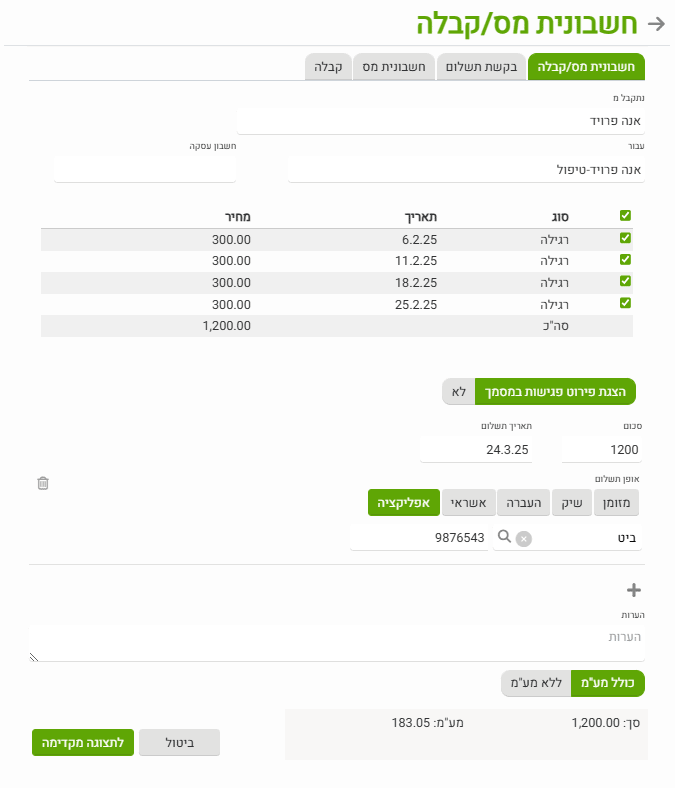 חשבונית מס/קבלה
חשבונית מס/קבלה בקשת תשלום חשבונית מס קבלה
נתקבל מ
אנה פרויד
עבור חשבון עסקה
אנה פרויד-טיפול
סוג תאריך מחיר
רגילה 6.2.25 300.00
רגילה 11.2.25 300.00
רגילה 18.2.25 300.00
רגילה 25.2.25 300.00
סה"כ 1,200.00
הצגת פירוט פגישות במסמך לא
סכום תאריך תשלום
1200 24.3.25
אופן תשלום
מזומן שיק העברה אשראי אפליקציה
ביט 9876543
הערות
הערות
כולל מע"מ ללא מע"מ
סך: 1,200.00 מע"מ: 183.05
ביטול לתצוגה מקדימה